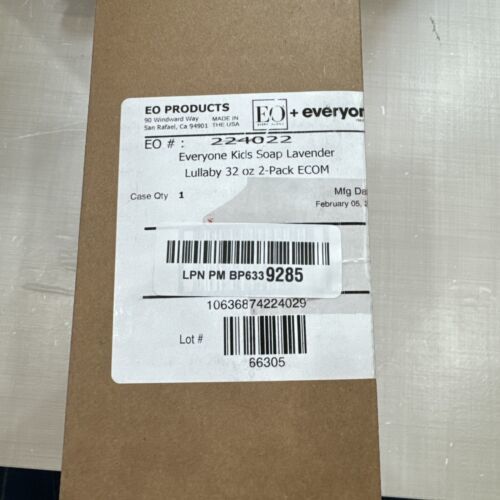 EO PRODUCTS
90 Windward Way
San Rafael, Ca 94901
MADE IN
THE USA
EO + everyon
EO # : 224022
Everyone Kids Soap Lavender
Lullaby 32 oz 2-Pack ECOM
Case Qty 1
Mfg Da
February 05, 2
LPN PM BP633 9285
10636874224029
Lot #
66305